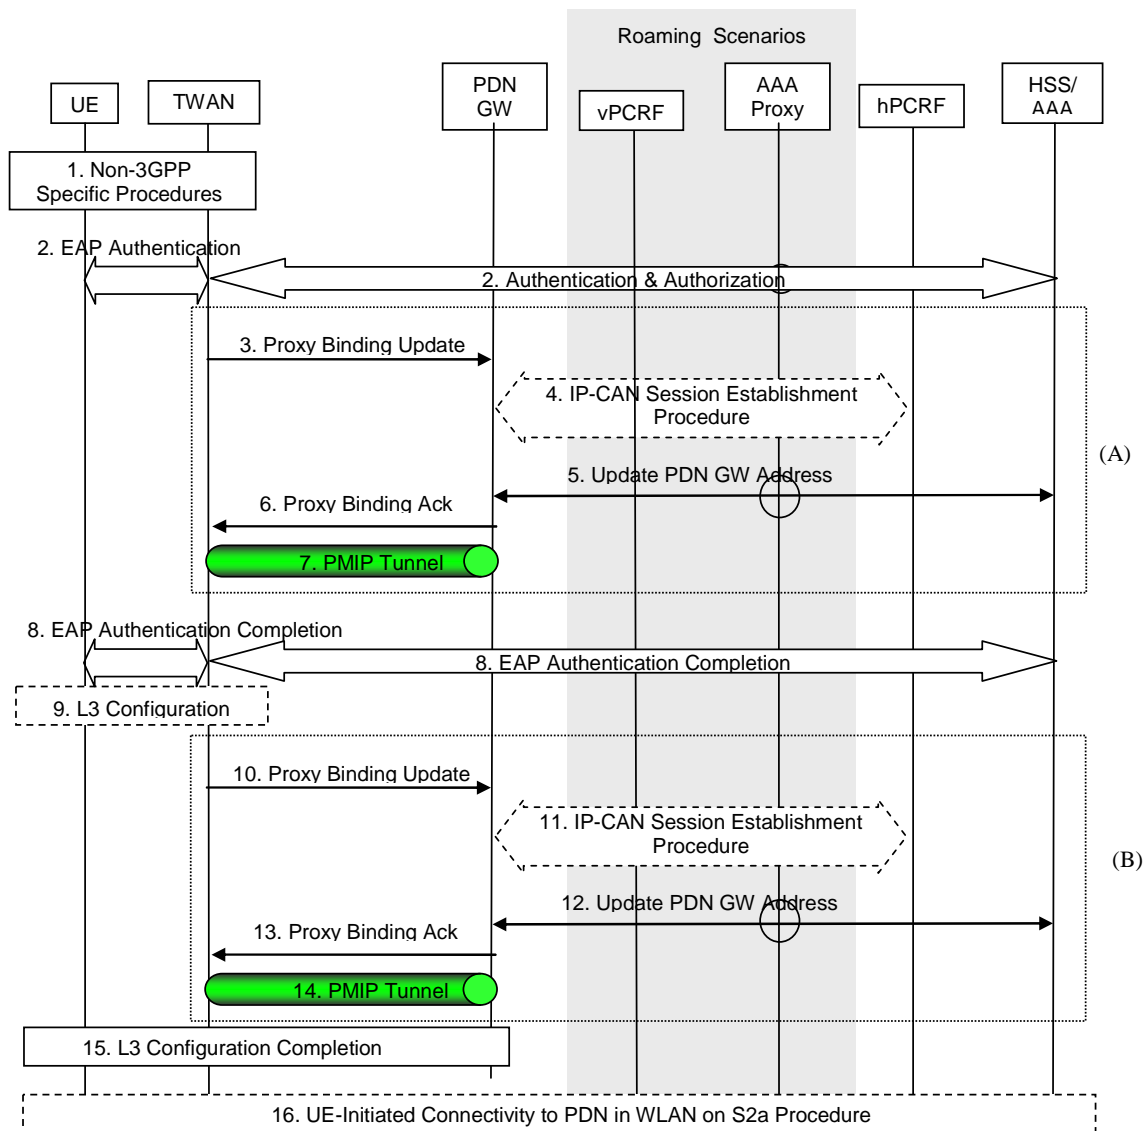 Roaming Scenarios
UE
TWAN
PDN
GW
vPCRF
AAA
Proxy
hPCRF
HSS/
AAA
1. Non-3GPP
Specific Procedures
2. EAP Authentication
2. Authentication & Authorization
3. Proxy Binding Update
4. IP-CAN Session Establishment
Procedure
(A)
5. Update PDN GW Address
6. Proxy Binding Ack
7. PMIP Tunnel
8. EAP Authentication Completion
8. EAP Authentication Completion
9. L3 Configuration
10. Proxy Binding Update
11. IP-CAN Session Establishment
Procedure
(B)
12. Update PDN GW Address
13. Proxy Binding Ack
14. PMIP Tunnel
15. L3 Configuration Completion
16. UE-Initiated Connectivity to PDN in WLAN on S2a Procedure